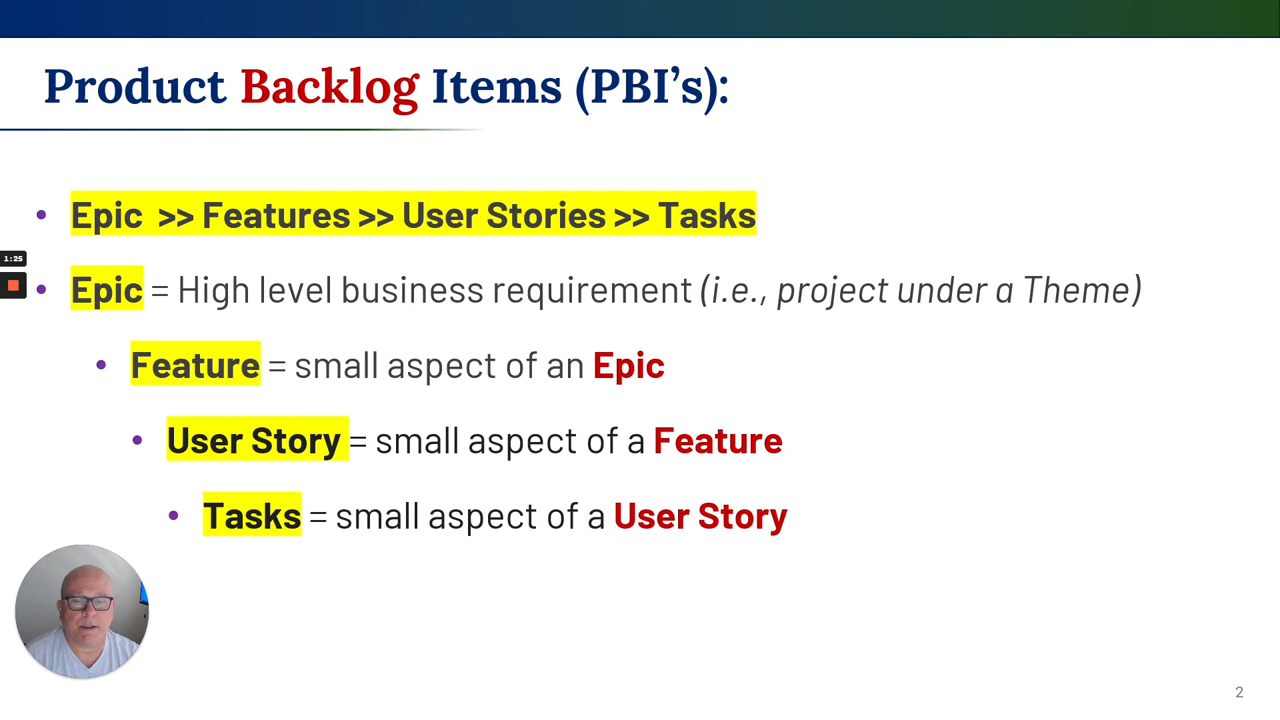 Product Backlog Items (PBI’s):
• Epic >> Features >> User Stories >> Tasks
1:25
• Epic = High level business requirement (i.e., project under a Theme)
• Feature = small aspect of an Epic
• User Story = small aspect of a Feature
• Tasks = small aspect of a User Story
2